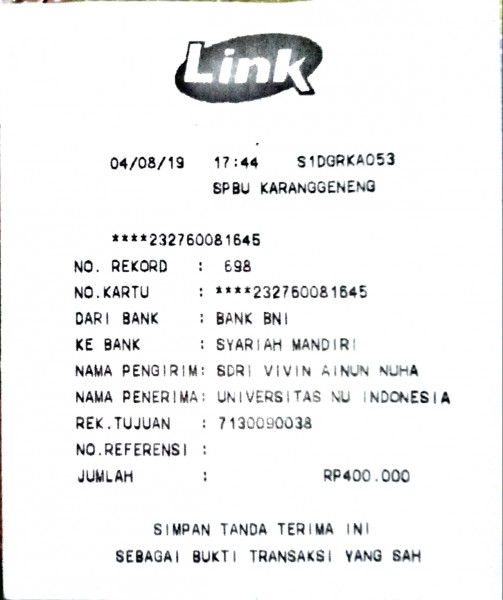 Link
04/08/19 17:44 S1DGRKA053
SPBU KARANGGENENG
****232760081645
NO. REKORD : 698
NO.KARTU : ****232760081645
DARI BANK : BANK BNI
KE BANK : SYARIAH MANDIRI
NAMA PENGIRIM: SDRI VIVIN AINUN NUHA
NAMA PENERIMA: UNIVERSITAS NU INDONESIA
REK.TUJUAN : 7130090038
NO.REFERENSI :
JUMLAH : RP400.000
SIMPAN TANDA TERIMA INI
SEBAGAI BUKTI TRANSAKSI YANG SAH